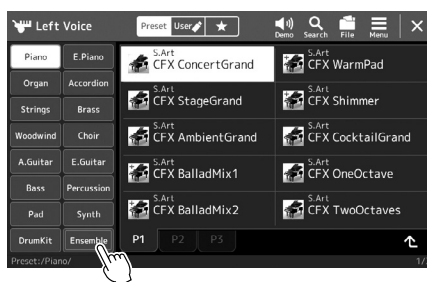 Left Voice
Preset User ★
Demo Search File Menu
Piano E.Piano
Organ Accordion
Strings Brass
Woodwind Choir
A.Guitar E.Guitar
Bass Percussion
Pad Synth
DrumKit Ensemble
S.Art
CFX ConcertGrand
S.Art
CFX WarmPad
S.Art
CFX StageGrand
S.Art
CFX Shimmer
S.Art
CFX AmbientGrand
S.Art
CFX CocktailGrand
S.Art
CFX BalladMix1
S.Art
CFX OneOctave
S.Art
CFX BalladMix2
S.Art
CFX TwoOctaves
P1 P2 P3
Preset:/Piano/